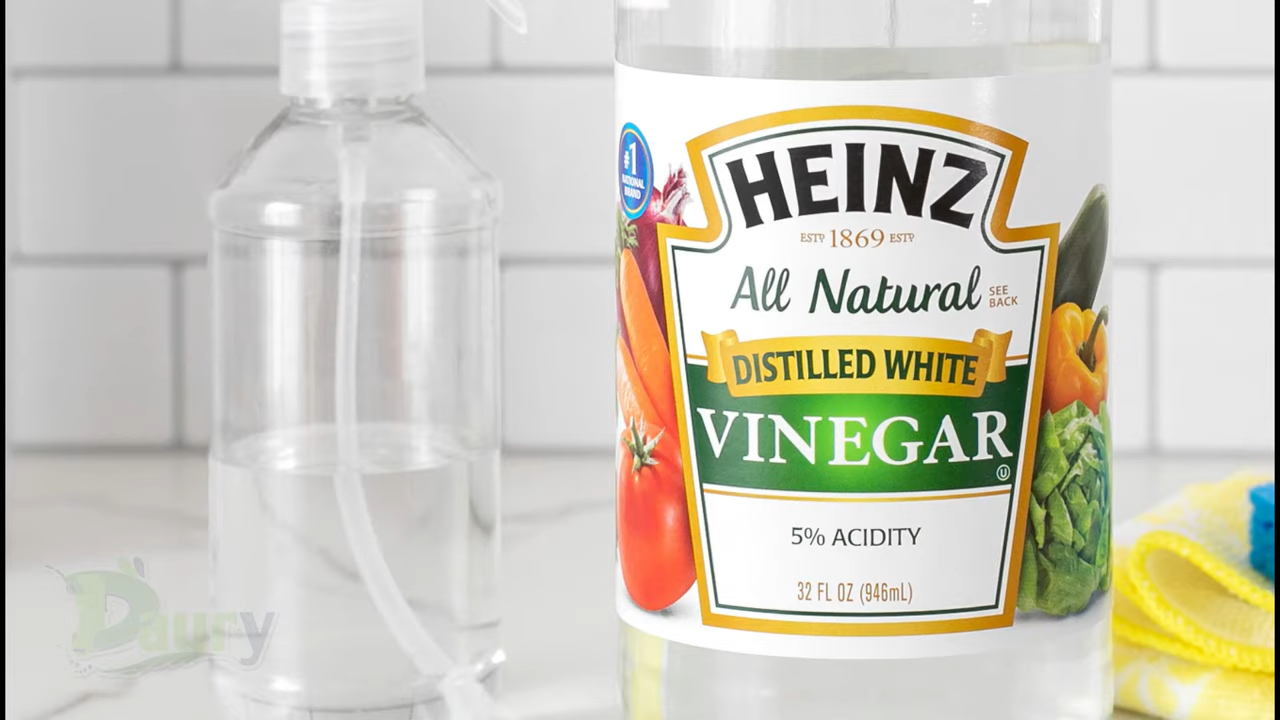 #1
NATIONAL
BRAND
HEINZ
ESTD 1869 ESTD
All Natural SEE
BACK
DISTILLED WHITE
VINEGAR
U
5% ACIDITY
32 FL OZ (946mL)
Daury